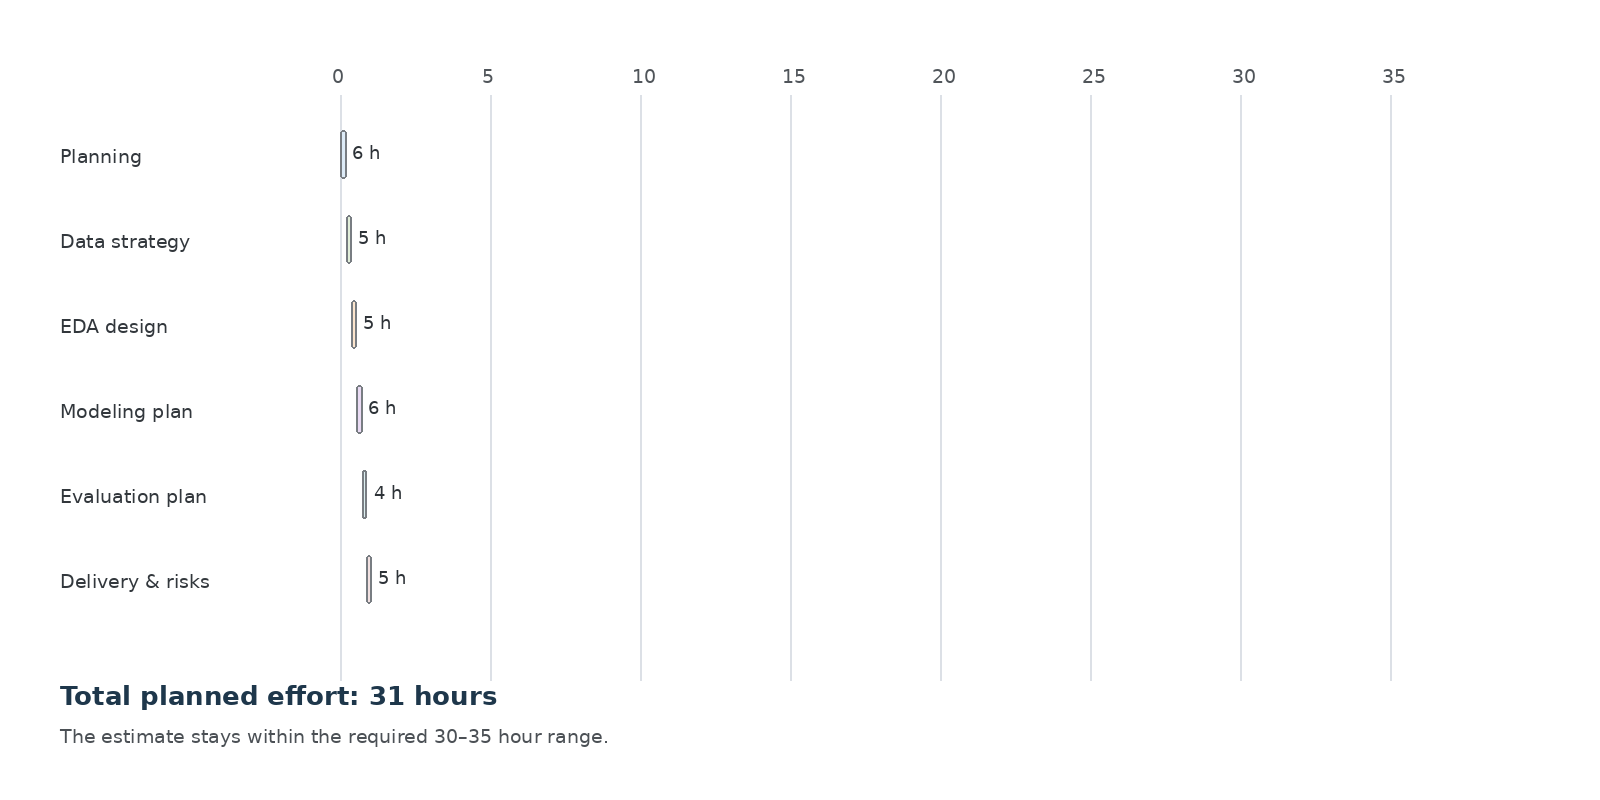 0 5 10 15 20 25 30 35
Planning 6 h
Data strategy 5 h
EDA design 5 h
Modeling plan 6 h
Evaluation plan 4 h
Delivery & risks 5 h
Total planned effort: 31 hours
The estimate stays within the required 30–35 hour range.